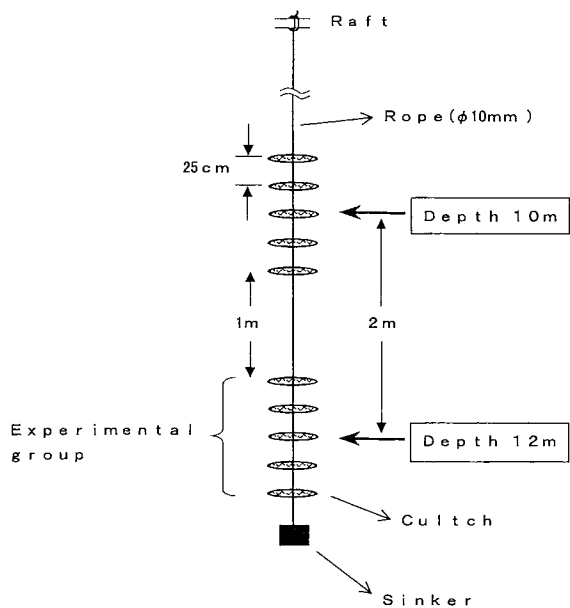 Raft
Rope(φ10mm)
25cm
Depth 10m
1m
2m
Experimental
group
Depth 12m
Cultch
Sinker